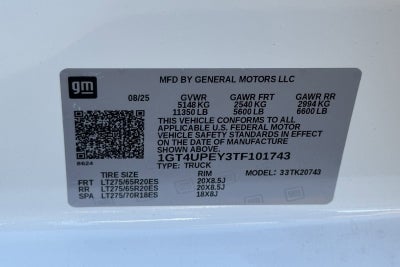 gm
MFD BY GENERAL MOTORS LLC
08/25 GVWR GAWR FRT GAWR RR
5148 KG 2540 KG 2994 KG
11350 LB 5600 LB 6600 LB
THIS VEHICLE CONFORMS TO ALL
APPLICABLE U.S. FEDERAL MOTOR
VEHICLE SAFETY STANDARDS IN EFFECT
ON THE DATE OF MANUFACTURE
SHOWN ABOVE.
1GT4UPEY3TF101743
TYPE: TRUCK
8624
MODEL: 33TK20743
TIRE SIZE RIM
FRT LT275/65R20ES 20X8.5J
RR LT275/65R20ES 20X8.5J
SPA LT275/70R18ES 18X8J